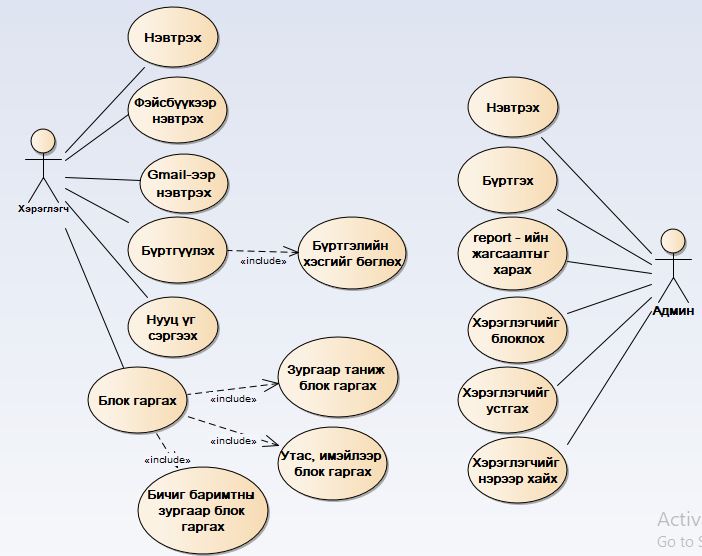 Нэвтрэх
Фэйсбүүкээр
нэвтрэх
Gmail-ээр
нэвтрэх
Хэрэглэгч
Бүртгүүлэх
«include»
Бүртгэлийн
хэсгийг бөглөх
Нууц үг
сэргээх
Блок гаргах
«include»
Зургаар таниж
блок гаргах
«include»
Утас, имэйлээр
блок гаргах
«include»
Бичиг баримтны
зургаар блок
гаргах
Нэвтрэх
Бүртгэх
report - ийн
жагсаалтыг
харах
Админ
Хэрэглэгчийг
блоклох
Хэрэглэгчийг
устгах
Хэрэглэгчийг
нэрээр хайх
Activ
Go to S